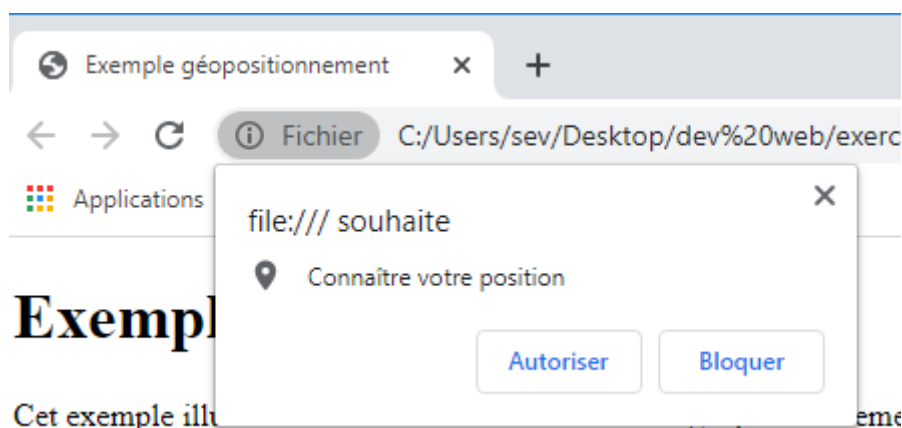 Exemple géopositionnement
Fichier C:/Users/sev/Desktop/dev%20web/exerc
Applications
file:/// souhaite
Connaître votre position
Exempl
Autoriser Bloquer
Cet exemple illu eme